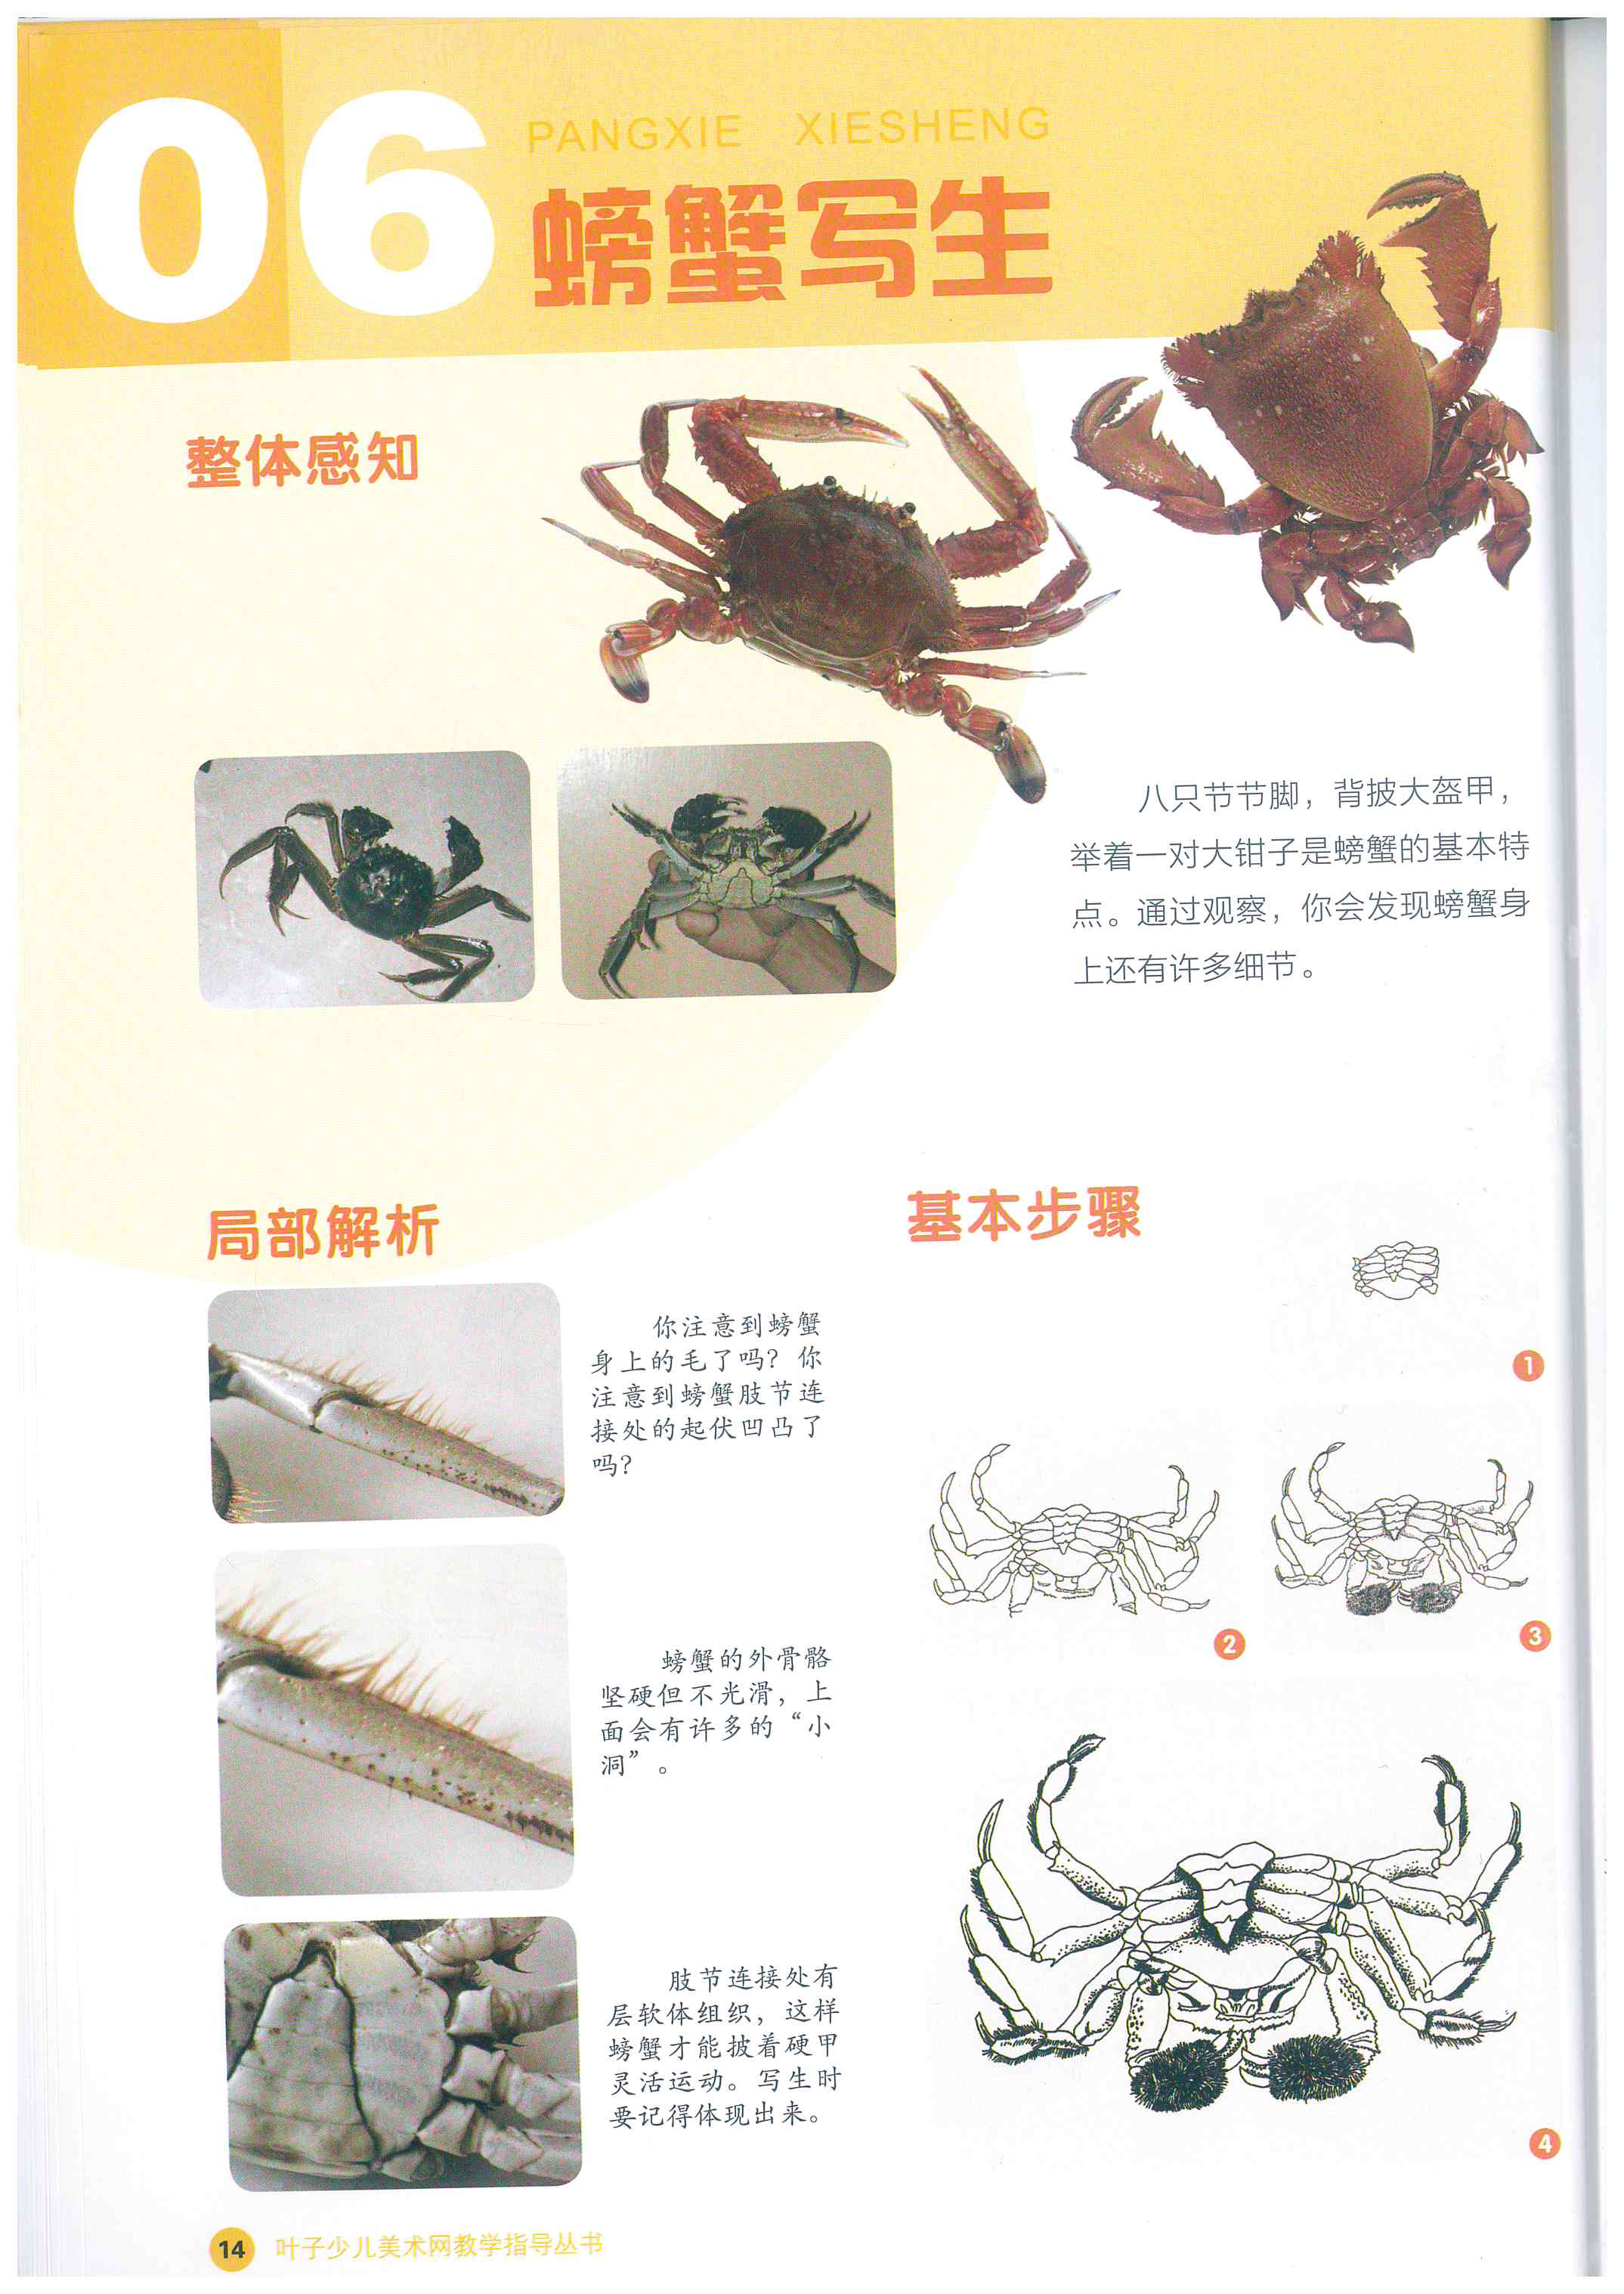 06
PANGXIE XIESHENG
螃蟹写生
整体感知
八只节节脚，背披大盔甲，
举着一对大钳子是螃蟹的基本特
点。通过观察，你会发现螃蟹身
上还有许多细节。
局部解析
你注意到螃蟹
身上的毛了吗？你
注意到螃蟹肢节连
接处的起伏凹凸了
吗？
螃蟹的外骨骼
坚硬但不光滑，上
面会有许多的“小
洞”。
肢节连接处有
层软体组织，这样
螃蟹才能披着硬甲
灵活运动。写生时
要记得体现出来。
基本步骤
1
2
3
4
14 叶子少儿美术网教学指导丛书